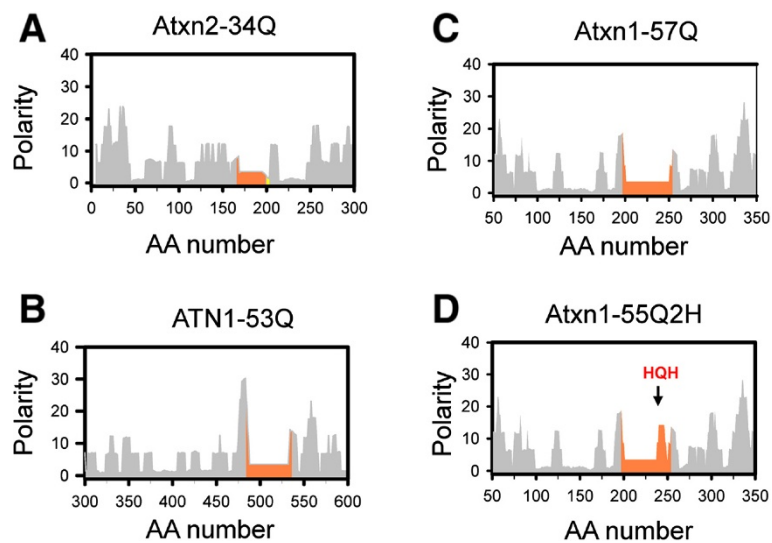 A
Atxn2-34Q
Polarity
40
30
20
10
0
0 50 100 150 200 250 300
AA number
B
ATN1-53Q
Polarity
40
30
20
10
0
300 350 400 450 500 550 600
AA number
C
Atxn1-57Q
Polarity
40
30
20
10
0
50 100 150 200 250 300 350
AA number
D
Atxn1-55Q2H
Polarity
40
30
20
10
0
HQH
50 100 150 200 250 300 350
AA number